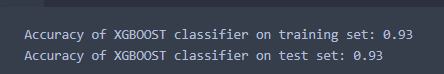 Accuracy of XGBOOST classifier on training set: 0.93
Accuracy of XGBOOST classifier on test set: 0.93